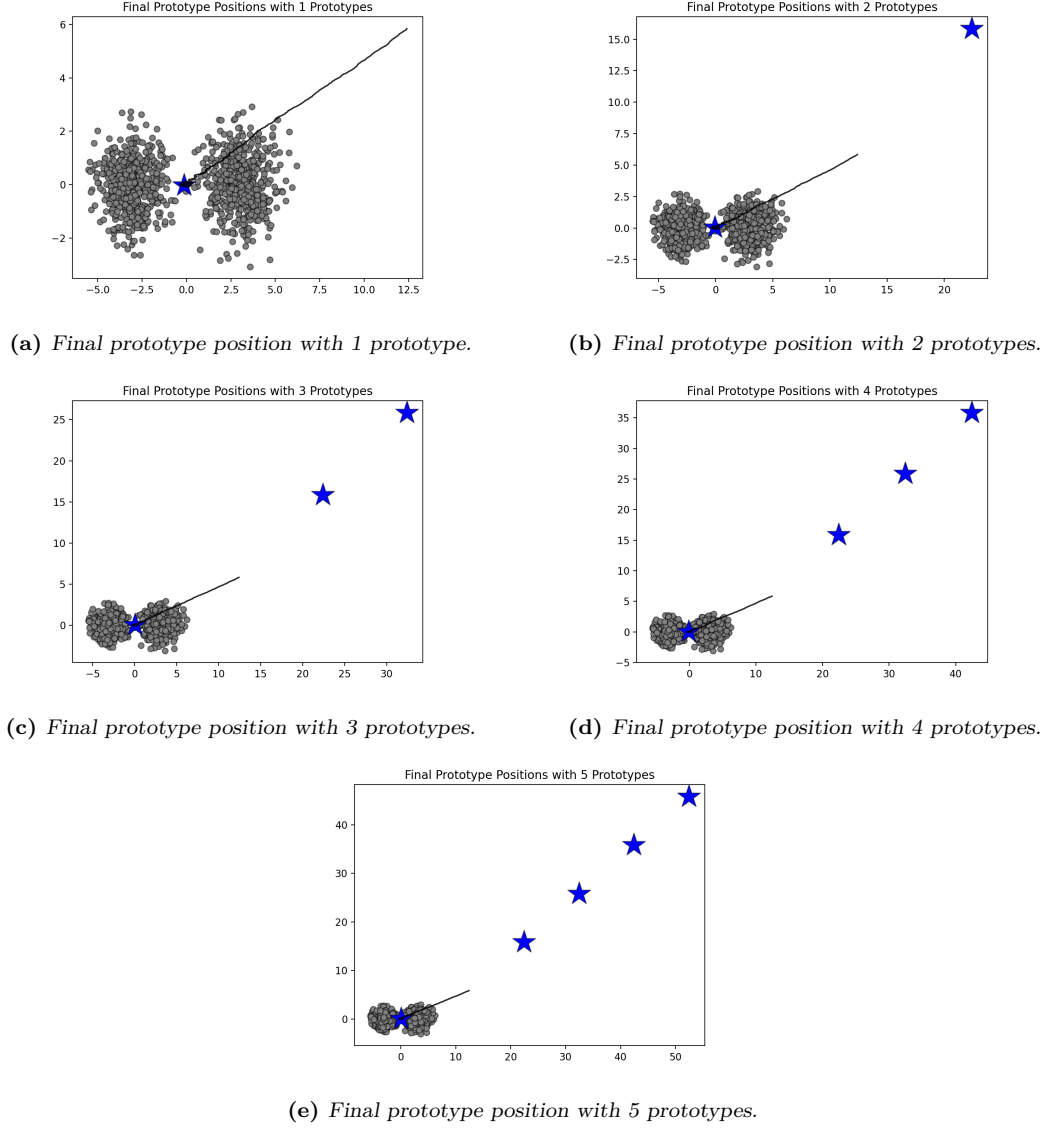 Final Prototype Positions with 1 Prototypes
6
4
2
0
−2
−5.0 −2.5 0.0 2.5 5.0 7.5 10.0 12.5
(a) Final prototype position with 1 prototype.
Final Prototype Positions with 2 Prototypes
15.0
12.5
10.0
7.5
5.0
2.5
0.0
−2.5
−5 0 5 10 15 20
(b) Final prototype position with 2 prototypes.
Final Prototype Positions with 3 Prototypes
25
20
15
10
5
0
−5 0 5 10 15 20 25 30
(c) Final prototype position with 3 prototypes.
Final Prototype Positions with 4 Prototypes
35
30
25
20
15
10
5
0
−5
0 10 20 30 40
(d) Final prototype position with 4 prototypes.
Final Prototype Positions with 5 Prototypes
40
30
20
10
0
0 10 20 30 40 50
(e) Final prototype position with 5 prototypes.